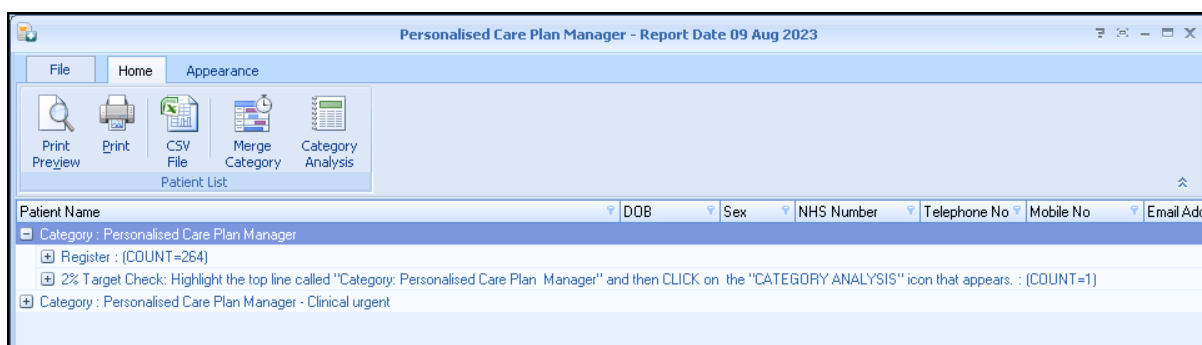 Personalised Care Plan Manager - Report Date 09 Aug 2023
File Home Appearance
Print Preview Print CSV File Merge Category Category Analysis
Patient List
Patient Name DOB Sex NHS Number Telephone No Mobile No Email Add
Category : Personalised Care Plan Manager
Register : (COUNT=264)
2% Target Check: Highlight the top line called "Category: Personalised Care Plan Manager" and then CLICK on the "CATEGORY ANALYSIS" icon that appears. : (COUNT=1)
Category : Personalised Care Plan Manager - Clinical urgent